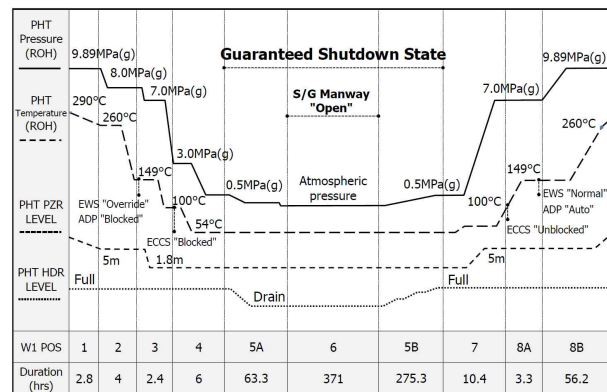 PHT
Pressure
(ROH)
9.89MPa(g)
8.0MPa(g)
7.0MPa(g)
Guaranteed Shutdown State
9.89MPa(g)
7.0MPa(g)
PHT
Temperature
(ROH)
290°C
260°C
S/G Manway
"Open"
260°C
149°C
3.0MPa(g)
149°C
0.5MPa(g)
Atmospheric
pressure
0.5MPa(g)
PHT PZR
LEVEL
EWS "Override"
ADP "Blocked"
100°C
54°C
100°C
EWS "Normal"
ADP "Auto"
ECCS "Blocked"
ECCS "Unblocked"
5m
1.8m
5m
PHT HDR
LEVEL
Full
Drain
Full
W1 POS 1 2 3 4 5A 6 5B 7 8A 8B
Duration
(hrs)
2.8 4 2.4 6 63.3 371 275.3 10.4 3.3 56.2